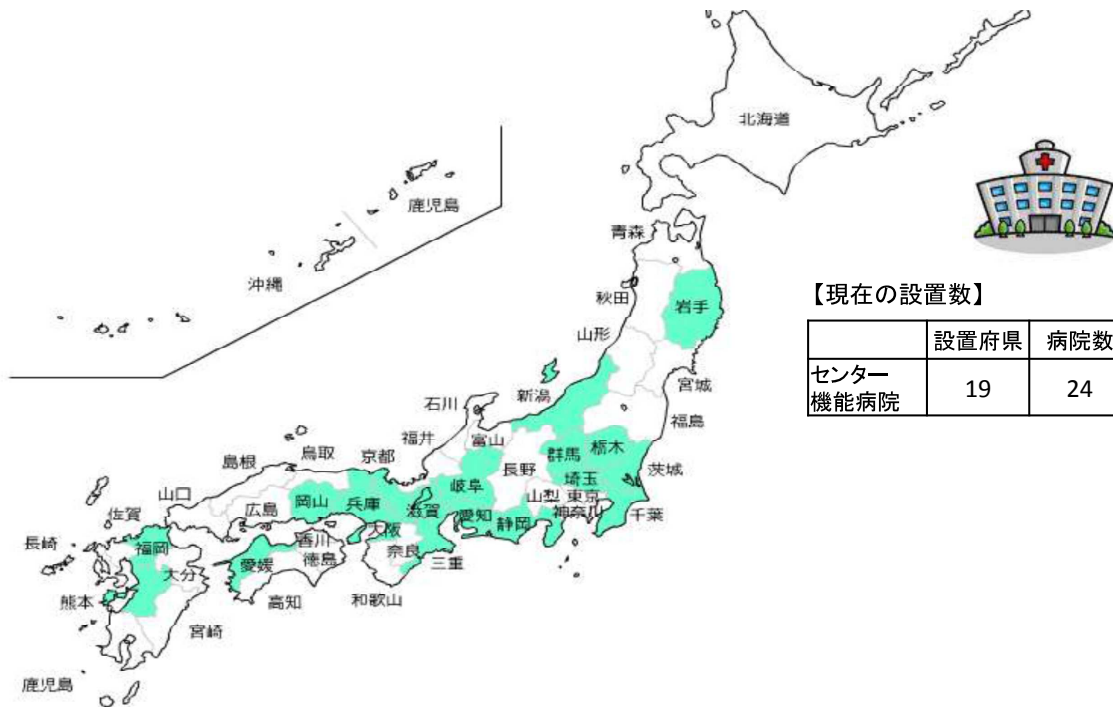 北海道
鹿児島
青森
沖縄
秋田
岩手
【現在の設置数】
設置府県 病院数
センター
機能病院 19 24
山形
宮城
新潟
石川
福島
福井
富山
鳥取
京都
群馬
栃木
島根
長野
茨城
埼玉
岐阜
山口
岡山
兵庫
滋賀
山梨
東京
広島
愛知
静岡
神奈川
千葉
佐賀
大阪
香川
長崎
福岡
奈良
三重
愛媛
徳島
大分
熊本
高知
和歌山
宮崎
鹿児島